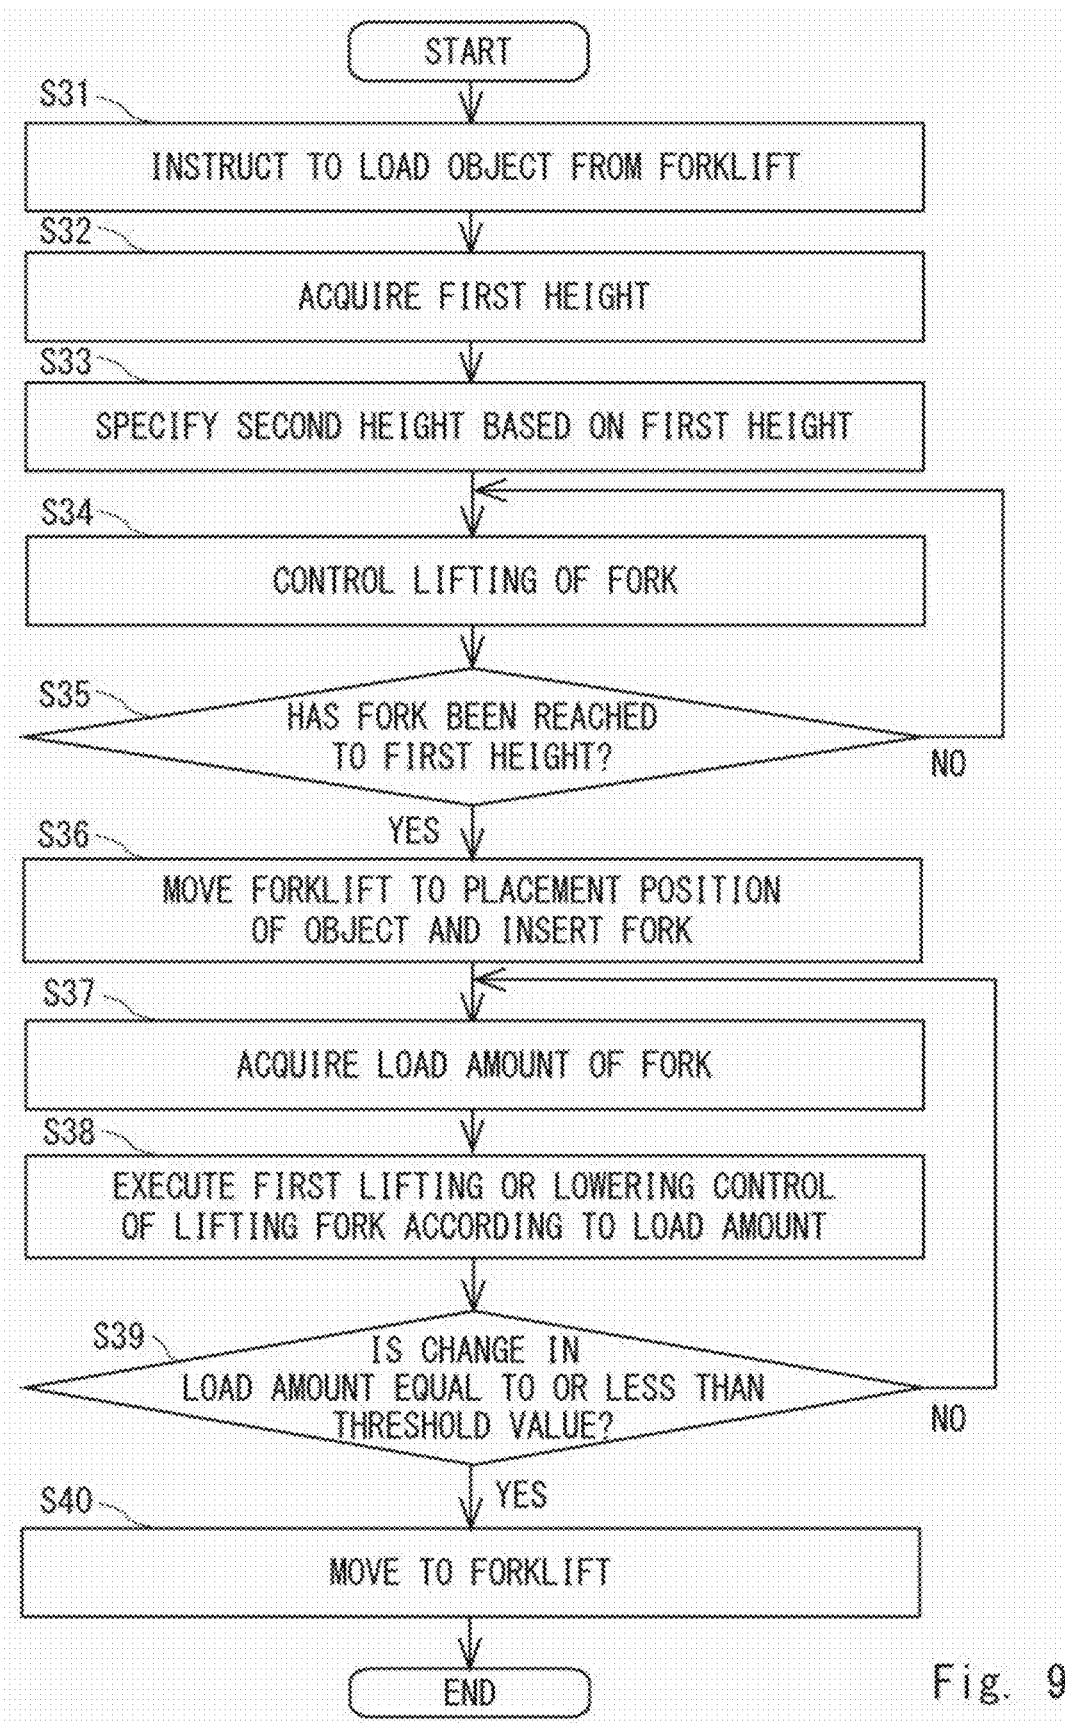 START
S31
INSTRUCT TO LOAD OBJECT FROM FORKLIFT
S32
ACQUIRE FIRST HEIGHT
S33
SPECIFY SECOND HEIGHT BASED ON FIRST HEIGHT
S34
CONTROL LIFTING OF FORK
S35
HAS FORK BEEN REACHED
TO FIRST HEIGHT?
NO
YES
S36
MOVE FORKLIFT TO PLACEMENT POSITION
OF OBJECT AND INSERT FORK
S37
ACQUIRE LOAD AMOUNT OF FORK
S38
EXECUTE FIRST LIFTING OR LOWERING CONTROL
OF LIFTING FORK ACCORDING TO LOAD AMOUNT
S39
IS CHANGE IN
LOAD AMOUNT EQUAL TO OR LESS THAN
THRESHOLD VALUE?
NO
YES
S40
MOVE TO FORKLIFT
END
Fig. 9